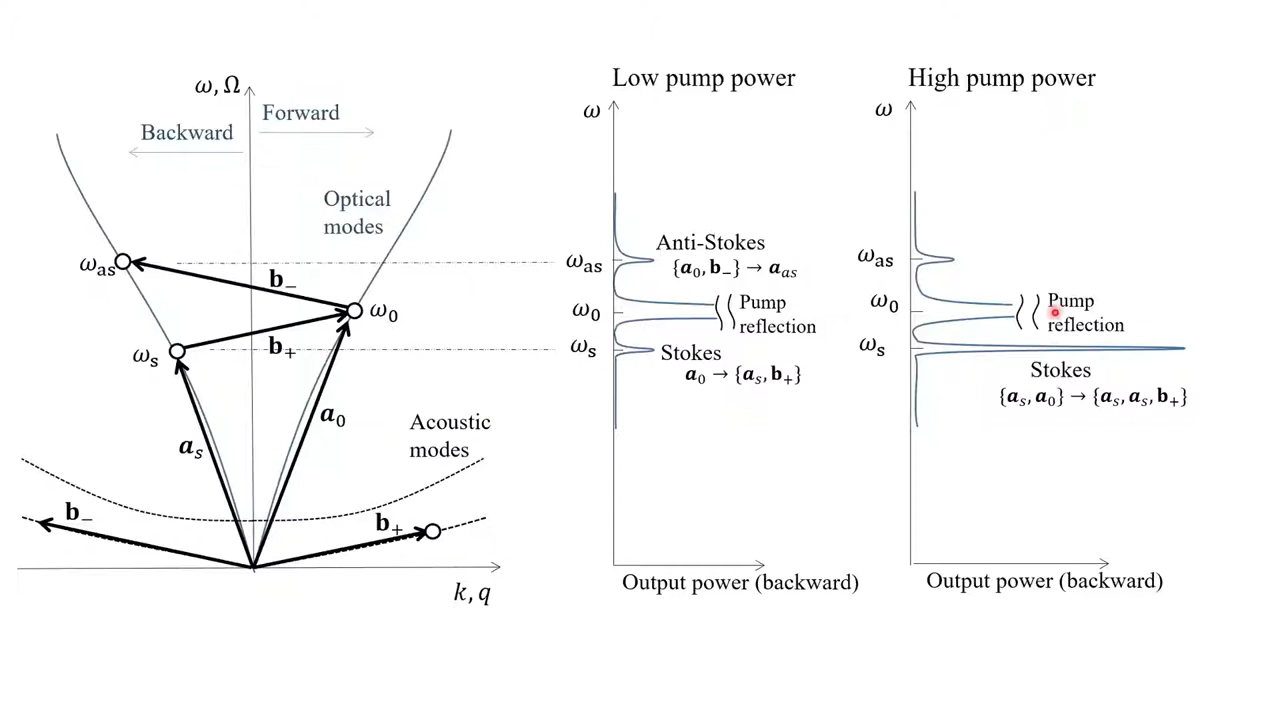 ω, Ω
Backward
Forward
Optical
modes
ω_as
b_−
ω_0
b_+
ω_s
a_0
a_s
Acoustic
modes
b_−
b_+
k, q
Low pump power
ω
Anti-Stokes
{a_0, b_−} → a_as
ω_as
Pump
reflection
ω_0
ω_s
Stokes
a_0 → {a_s, b_+}
Output power (backward)
High pump power
ω
ω_as
ω_0
Pump
reflection
ω_s
Stokes
{a_s, a_0} → {a_s, a_s, b_+}
Output power (backward)